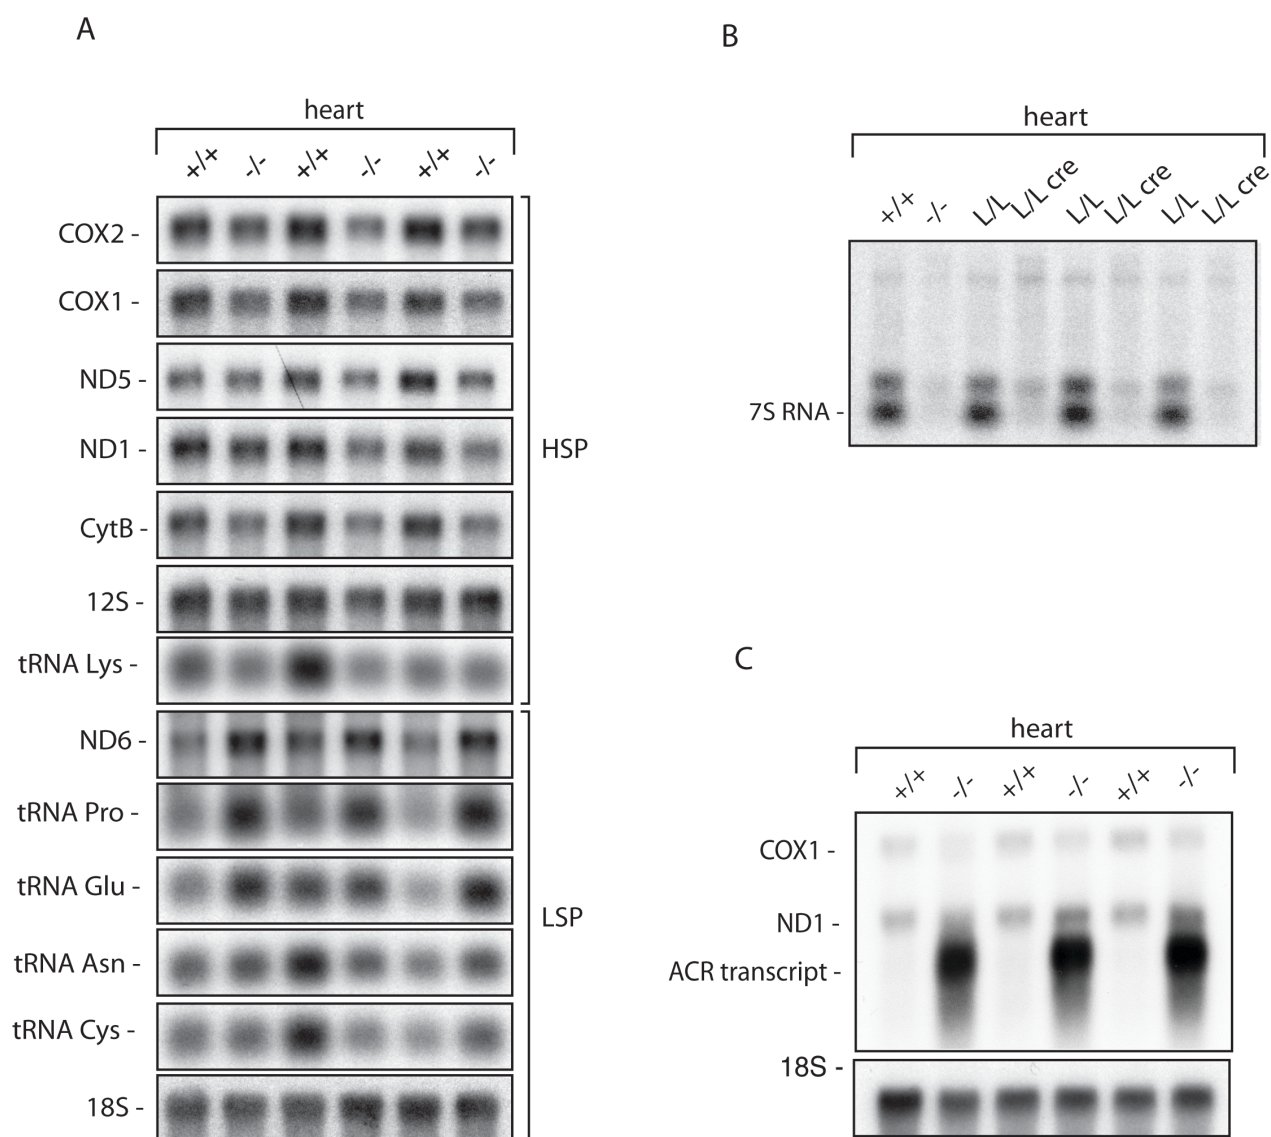 A
heart
+/+ -/- +/+ -/- +/+ -/-
COX2 -
COX1 -
ND5 -
ND1 -
CytB -
12S -
tRNA Lys -
HSP
ND6 -
tRNA Pro -
tRNA Glu -
tRNA Asn -
tRNA Cys -
18S -
LSP
B
heart
+/+ -/- L/L L/L cre L/L L/L cre L/L L/L cre
7S RNA -
C
heart
+/+ -/- +/+ -/- +/+ -/-
COX1 -
ND1 -
ACR transcript -
18S -